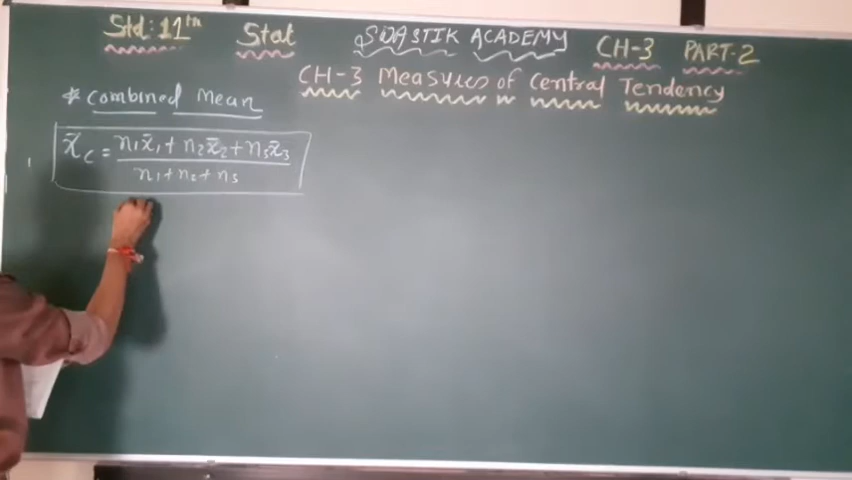 Std: 11th Stat SWASTIK ACADEMY CH-3 PART-2
CH-3 Measures of Central Tendency
* Combined Mean
x̄c = n1x̄1 + n2x̄2 + n3x̄3 / n1 + n2 + n3